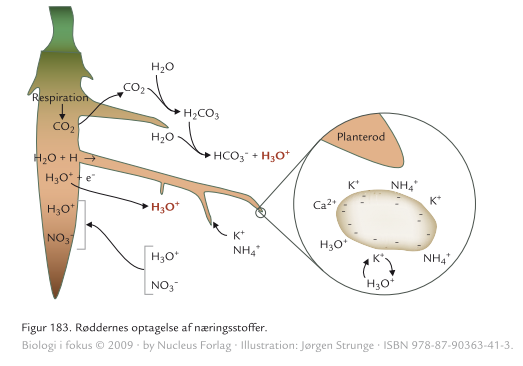 H₂O
CO₂
H₂CO₃
Respiration
CO₂
H₂O
HCO₃⁻ + H₃O⁺
Planterod
H₂O + H →
H₃O⁺ + e⁻
H₃O⁺
H₃O⁺
NO₃⁻
K⁺
NH₄⁺
H₃O⁺
NO₃⁻
K⁺
NH₄⁺
K⁺
Ca²⁺
H₃O⁺
K⁺
NH₄⁺
H₃O⁺
Figur 183. Røddernes optagelse af næringsstoffer.
Biologi i fokus © 2009 · by Nucleus Forlag · Illustration: Jørgen Strunge · ISBN 978-87-90363-41-3.